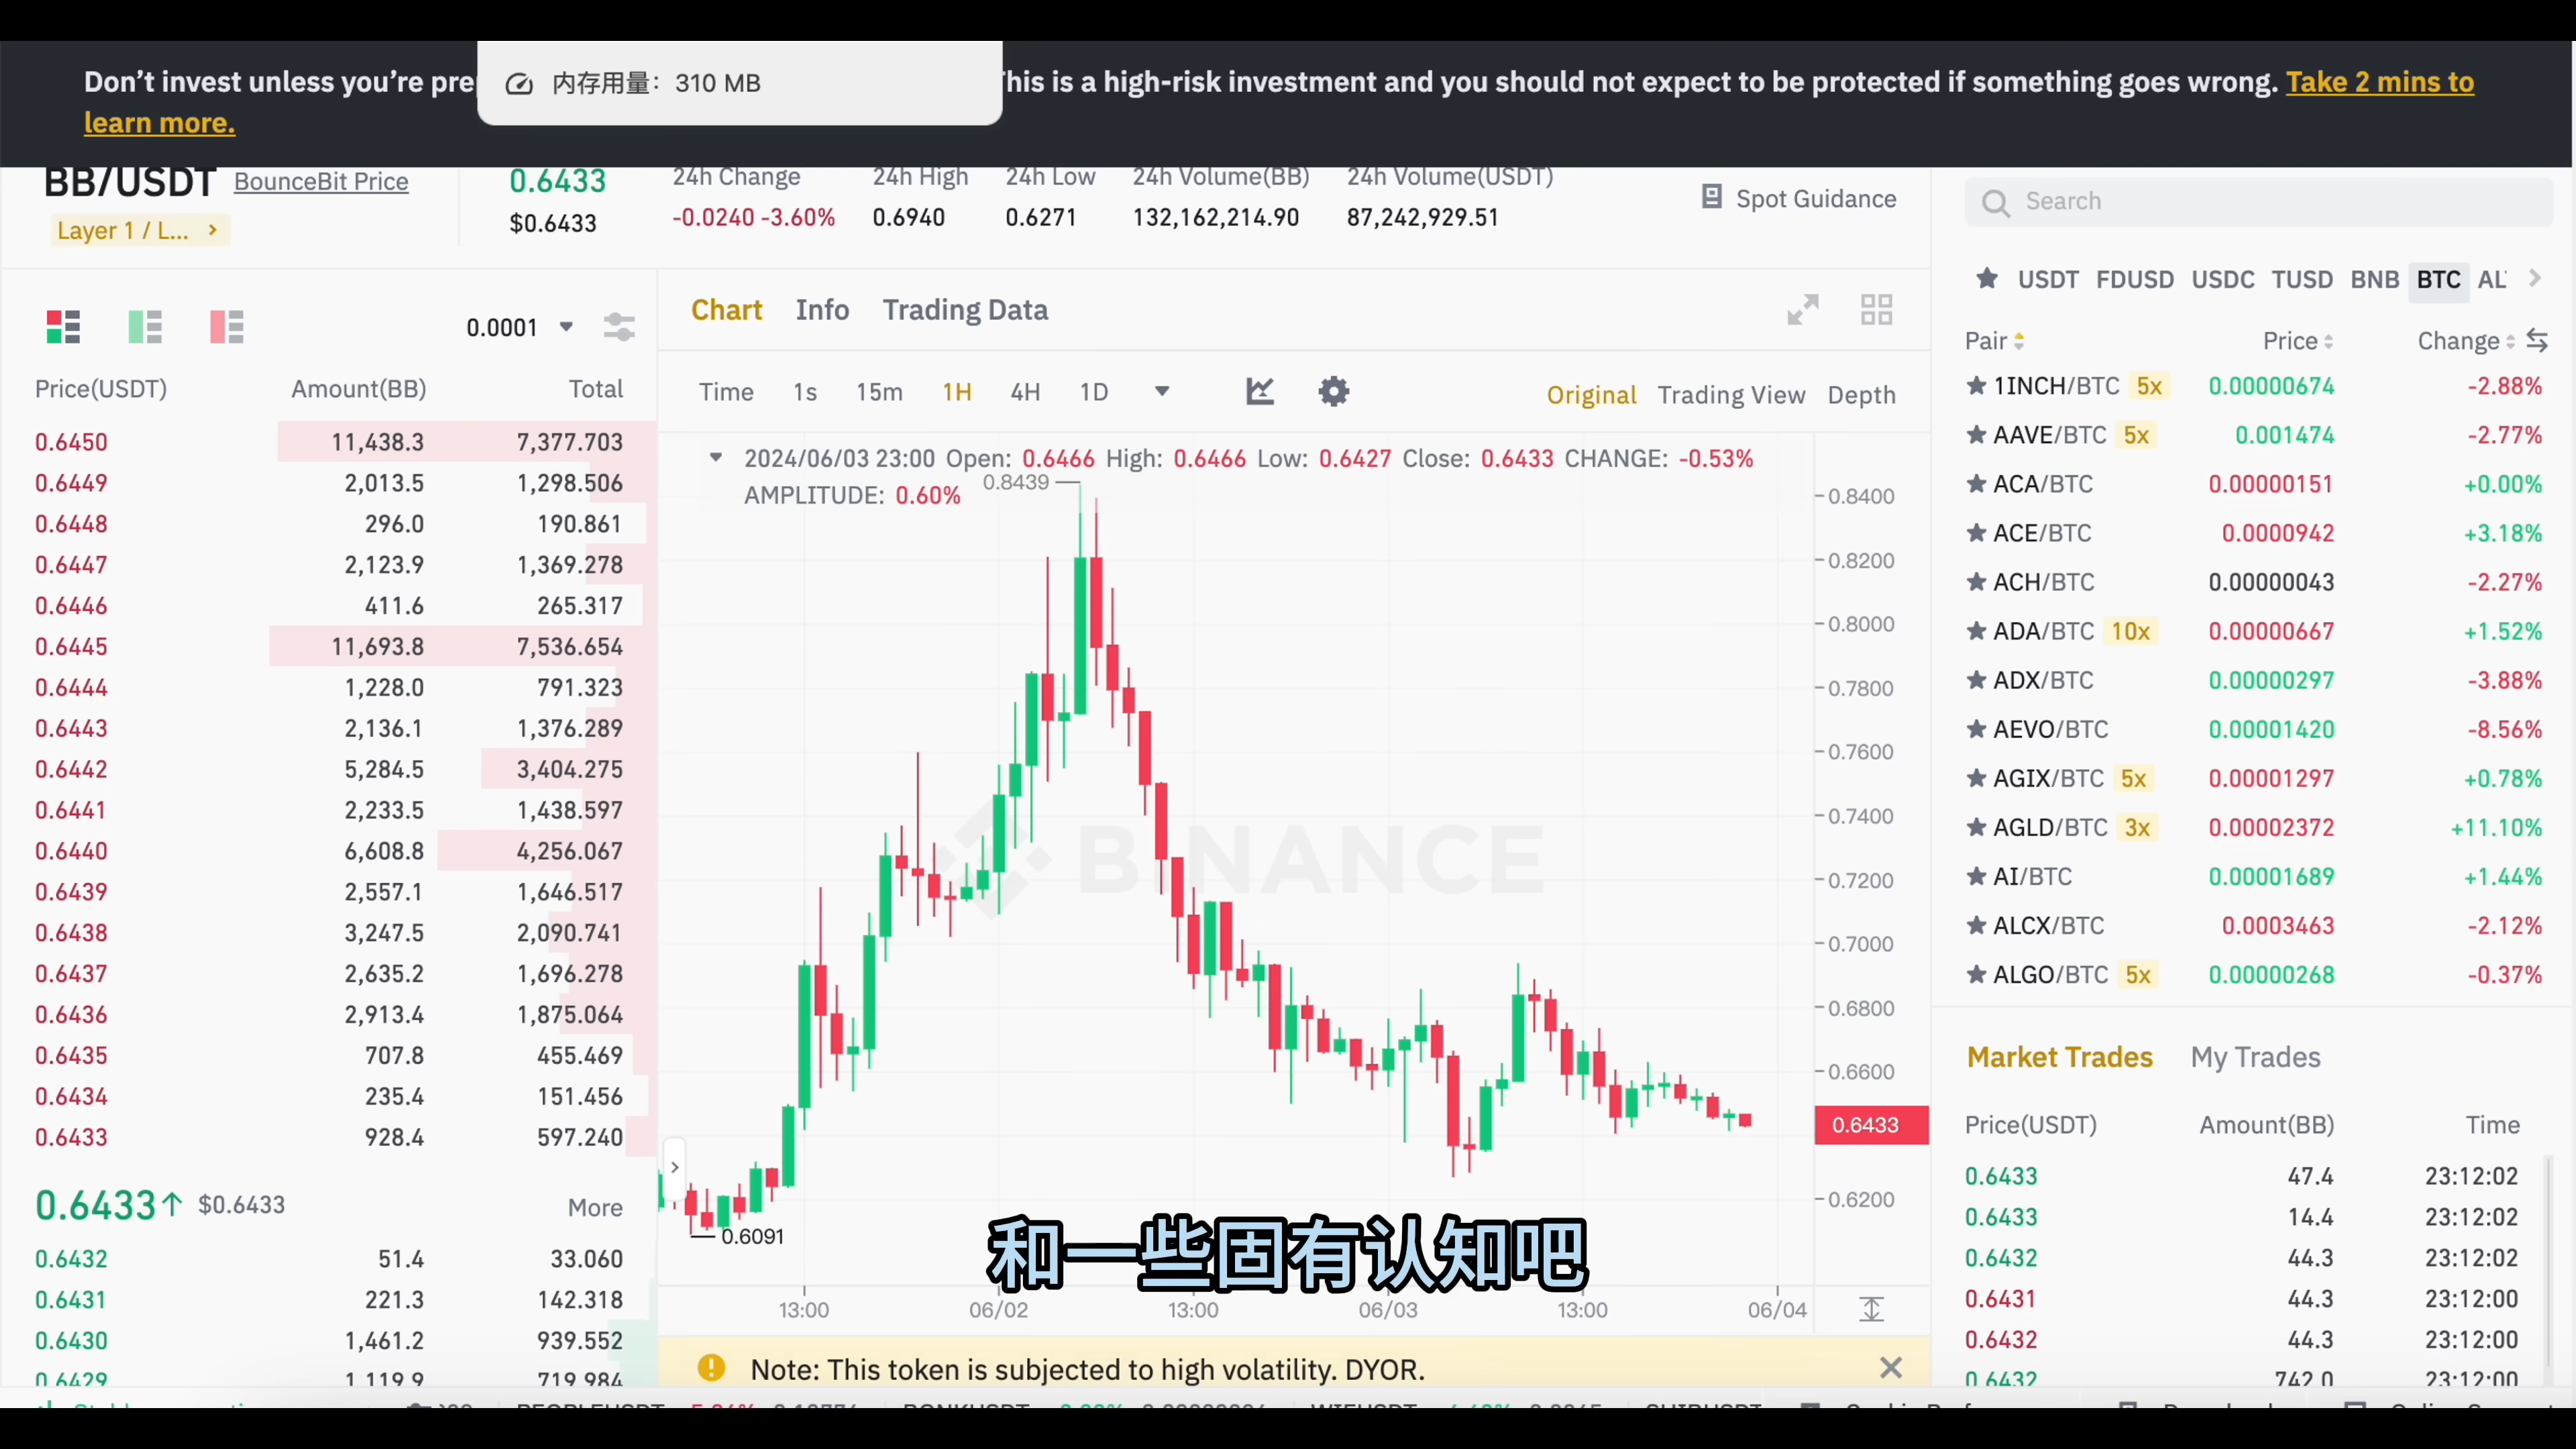 Don't invest unless you're pre
内存用量： 310 MB
his is a high-risk investment and you should not expect to be protected if something goes wrong. Take 2 mins to
learn more.
BB/USDT BounceBit Price
Layer 1 / L...
0.6433
$0.6433
24h Change
-0.0240 -3.60%
24h High
0.6940
24h Low
0.6271
24h Volume(BB)
132,162,214.90
24h Volume(USDT)
87,242,929.51
Spot Guidance
0.0001
Price(USDT) Amount(BB) Total
0.6450 11,438.3 7,377.703
0.6449 2,013.5 1,298.506
0.6448 296.0 190.861
0.6447 2,123.9 1,369.278
0.6446 411.6 265.317
0.6445 11,693.8 7,536.654
0.6444 1,228.0 791.323
0.6443 2,136.1 1,376.289
0.6442 5,284.5 3,404.275
0.6441 2,233.5 1,438.597
0.6440 6,608.8 4,256.067
0.6439 2,557.1 1,646.517
0.6438 3,247.5 2,090.741
0.6437 2,635.2 1,696.278
0.6436 2,913.4 1,875.064
0.6435 707.8 455.469
0.6434 235.4 151.456
0.6433 928.4 597.240
0.6433↑ $0.6433 More
0.6432 51.4 33.060
0.6431 221.3 142.318
0.6430 1,461.2 939.552
0.6429 1,119.9 719.984
Chart Info Trading Data
Time 1s 15m 1H 4H 1D
Original Trading View Depth
2024/06/03 23:00 Open: 0.6466 High: 0.6466 Low: 0.6427 Close: 0.6433 CHANGE: -0.53%
AMPLITUDE: 0.60%
0.8439
0.8400
0.8200
0.8000
0.7800
0.7600
0.7400
0.7200
0.7000
0.6800
0.6600
0.6433
0.6200
BINANCE
0.6091
和一些固有认知吧
13:00 06/02 13:00 06/03 13:00 06/04
Note: This token is subjected to high volatility. DYOR.
Search
USDT FDUSD USDC TUSD BNB BTC AL
Pair Price Change
1INCH/BTC 5x 0.00000674 -2.88%
AAVE/BTC 5x 0.001474 -2.77%
ACA/BTC 0.00000151 +0.00%
ACE/BTC 0.0000942 +3.18%
ACH/BTC 0.00000043 -2.27%
ADA/BTC 10x 0.00000667 +1.52%
ADX/BTC 0.00000297 -3.88%
AEVO/BTC 0.00001420 -8.56%
AGIX/BTC 5x 0.00001297 +0.78%
AGLD/BTC 3x 0.00002372 +11.10%
AI/BTC 0.00001689 +1.44%
ALCX/BTC 0.0003463 -2.12%
ALGO/BTC 5x 0.00000268 -0.37%
Market Trades My Trades
Price(USDT) Amount(BB) Time
0.6433 47.4 23:12:02
0.6433 14.4 23:12:02
0.6432 44.3 23:12:02
0.6431 44.3 23:12:00
0.6432 44.3 23:12:00
0.6432 742.0 23:12:00